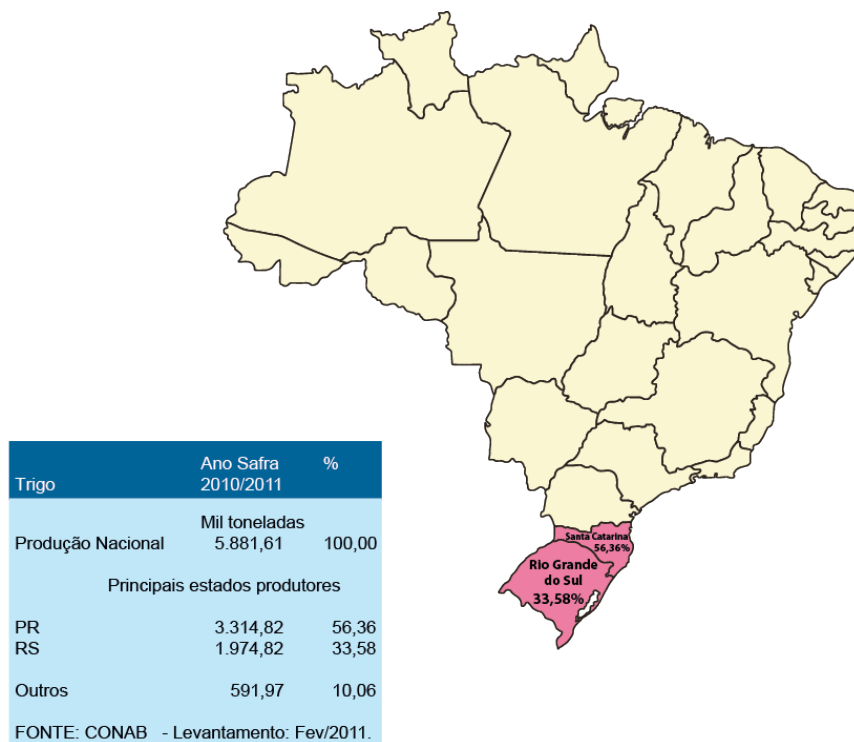 Santa Catarina
56,36%
Rio Grande
do Sul
33,58%
Trigo Ano Safra 2010/2011 %
Mil toneladas
Produção Nacional 5.881,61 100,00
Principais estados produtores
PR 3.314,82 56,36
RS 1.974,82 33,58
Outros 591,97 10,06
FONTE: CONAB - Levantamento: Fev/2011.